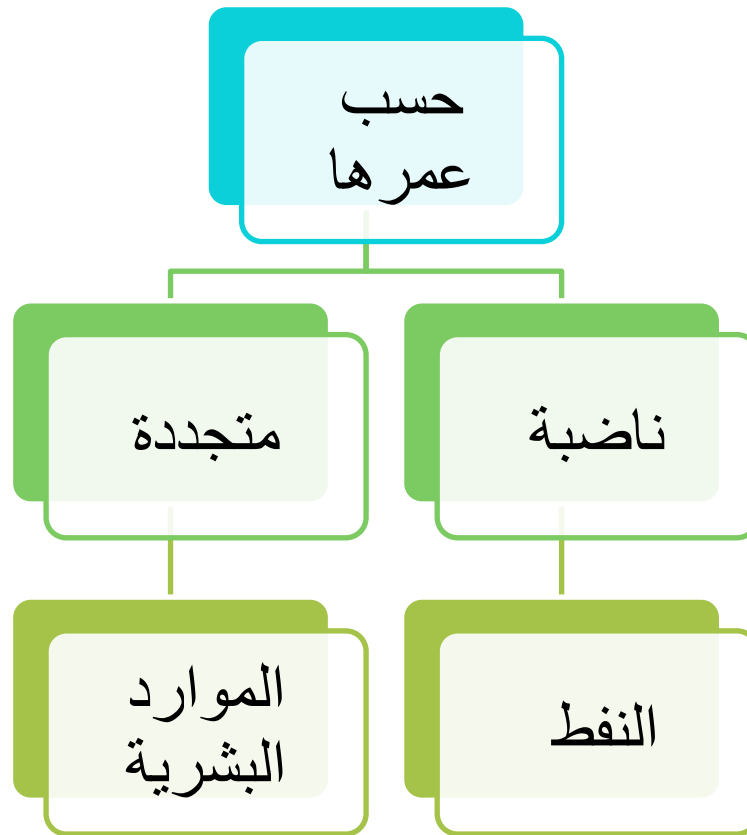 حسب
عمرها
ناضبة
متجددة
النفط
الموارد
البشرية